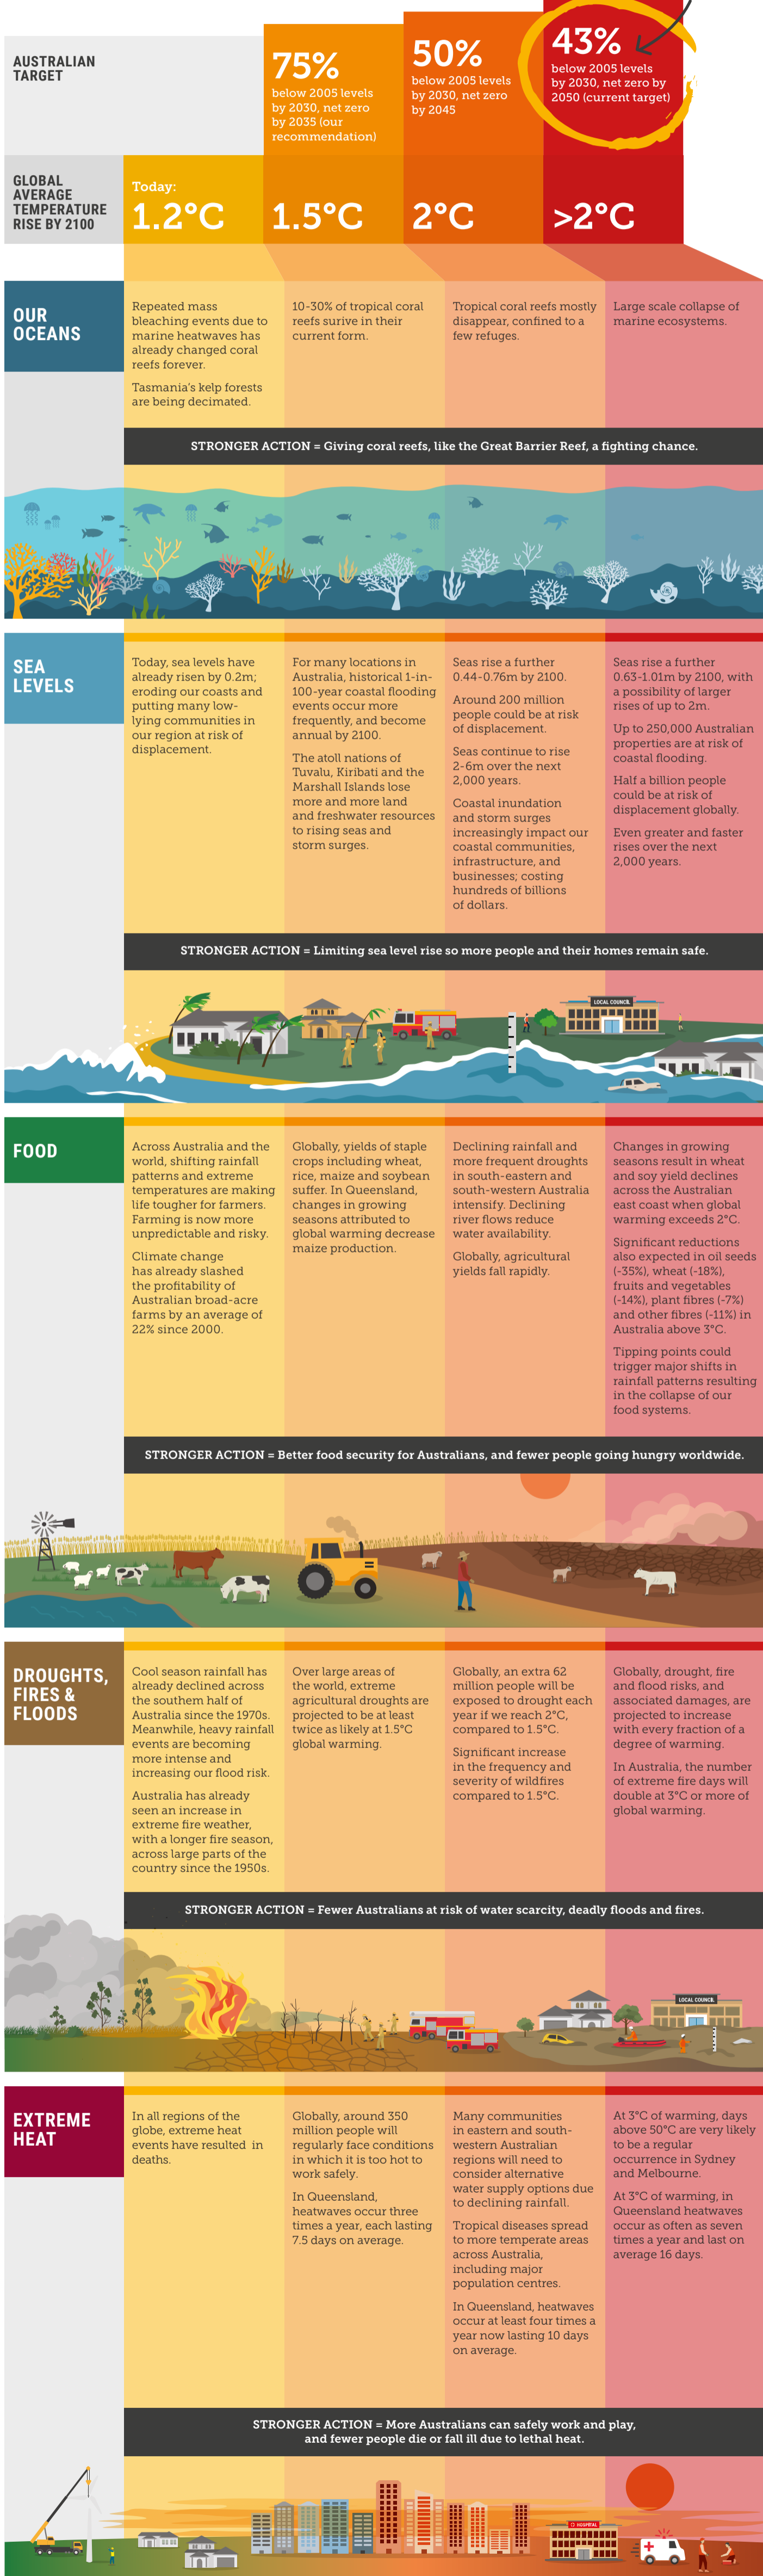 AUSTRALIAN
TARGET
75%
below 2005 levels
by 2030, net zero
by 2035 (our
recommendation)
50%
below 2005 levels
by 2030, net zero
by 2045
43%
below 2005 levels
by 2030, net zero by
2050 (current target)
GLOBAL
AVERAGE
TEMPERATURE
RISE BY 2100
Today:
1.2°C
1.5°C
2°C
>2°C
OUR
OCEANS
Repeated mass
bleaching events due to
marine heatwaves has
already changed coral
reefs forever.
Tasmania's kelp forests
are being decimated.
10-30% of tropical coral
reefs surive in their
current form.
Tropical coral reefs mostly
disappear, confined to a
few refuges.
Large scale collapse of
marine ecosystems.
STRONGER ACTION = Giving coral reefs, like the Great Barrier Reef, a fighting chance.
SEA
LEVELS
Today, sea levels have
already risen by 0.2m;
eroding our coasts and
putting many low-
lying communities in
our region at risk of
displacement.
For many locations in
Australia, historical 1-in-
100-year coastal flooding
events occur more
frequently, and become
annual by 2100.
The atoll nations of
Tuvalu, Kiribati and the
Marshall Islands lose
more and more land
and freshwater resources
to rising seas and
storm surges.
Seas rise a further
0.44-0.76m by 2100.
Around 200 million
people could be at risk
of displacement.
Seas continue to rise
2-6m over the next
2,000 years.
Coastal inundation
and storm surges
increasingly impact our
coastal communities,
infrastructure, and
businesses; costing
hundreds of billions
of dollars.
Seas rise a further
0.63-1.01m by 2100, with
a possibility of larger
rises of up to 2m.
Up to 250,000 Australian
properties are at risk of
coastal flooding.
Half a billion people
could be at risk of
displacement globally.
Even greater and faster
rises over the next
2,000 years.
STRONGER ACTION = Limiting sea level rise so more people and their homes remain safe.
LOCAL COUNCIL
FOOD
Across Australia and the
world, shifting rainfall
patterns and extreme
temperatures are making
life tougher for farmers.
Farming is now more
unpredictable and risky.
Climate change
has already slashed
the profitability of
Australian broad-acre
farms by an average of
22% since 2000.
Globally, yields of staple
crops including wheat,
rice, maize and soybean
suffer. In Queensland,
changes in growing
seasons attributed to
global warming decrease
maize production.
Declining rainfall and
more frequent droughts
in south-eastern and
south-western Australia
intensify. Declining
river flows reduce
water availability.
Globally, agricultural
yields fall rapidly.
Changes in growing
seasons result in wheat
and soy yield declines
across the Australian
east coast when global
warming exceeds 2°C.
Significant reductions
also expected in oil seeds
(-35%), wheat (-18%),
fruits and vegetables
(-14%), plant fibres (-7%)
and other fibres (-11%) in
Australia above 3°C.
Tipping points could
trigger major shifts in
rainfall patterns resulting
in the collapse of our
food systems.
STRONGER ACTION = Better food security for Australians, and fewer people going hungry worldwide.
DROUGHTS,
FIRES &
FLOODS
Cool season rainfall has
already declined across
the southern half of
Australia since the 1970s.
Meanwhile, heavy rainfall
events are becoming
more intense and
increasing our flood risk.
Australia has already
seen an increase in
extreme fire weather,
with a longer fire season,
across large parts of the
country since the 1950s.
Over large areas of
the world, extreme
agricultural droughts are
projected to be at least
twice as likely at 1.5°C
global warming.
Globally, an extra 62
million people will be
exposed to drought each
year if we reach 2°C,
compared to 1.5°C.
Significant increase
in the frequency and
severity of wildfires
compared to 1.5°C.
Globally, drought, fire
and flood risks, and
associated damages, are
projected to increase
with every fraction of a
degree of warming.
In Australia, the number
of extreme fire days will
double at 3°C or more of
global warming.
STRONGER ACTION = Fewer Australians at risk of water scarcity, deadly floods and fires.
LOCAL COUNCIL
EXTREME
HEAT
In all regions of the
globe, extreme heat
events have resulted in
deaths.
Globally, around 350
million people will
regularly face conditions
in which it is too hot to
work safely.
In Queensland,
heatwaves occur three
times a year, each lasting
7.5 days on average.
Many communities
in eastern and south-
western Australian
regions will need to
consider alternative
water supply options due
to declining rainfall.
Tropical diseases spread
to more temperate areas
across Australia,
including major
population centres.
In Queensland, heatwaves
occur at least four times a
year now lasting 10 days
on average.
At 3°C of warming, days
above 50°C are very likely
to be a regular
occurrence in Sydney
and Melbourne.
At 3°C of warming, in
Queensland heatwaves
occur as often as seven
times a year and last on
average 16 days.
STRONGER ACTION = More Australians can safely work and play,
and fewer people die or fall ill due to lethal heat.
HOSPITAL